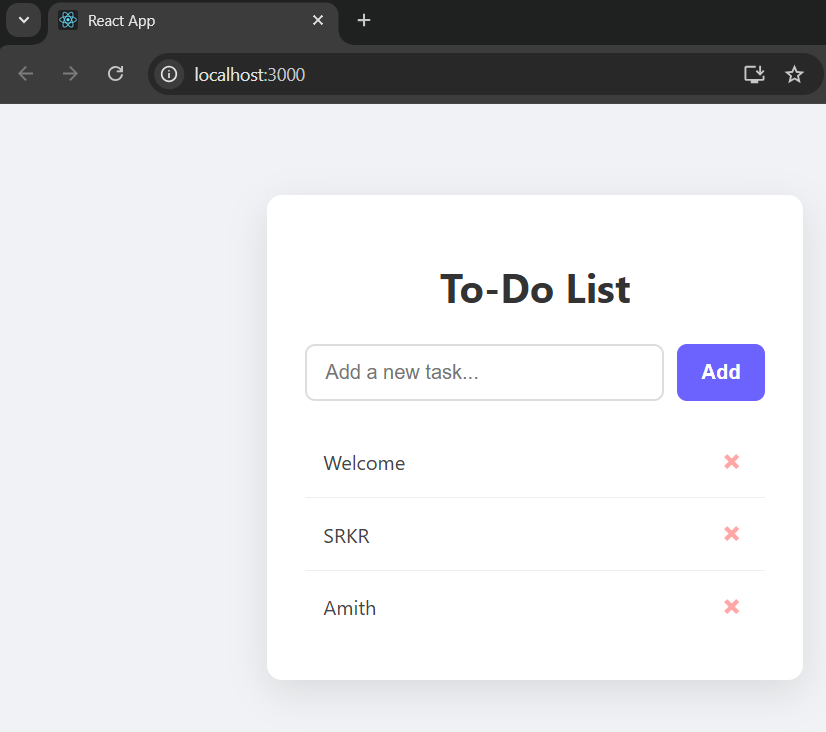 React App
localhost:3000
To-Do List
Add a new task...
Add
Welcome
SRKR
Amith